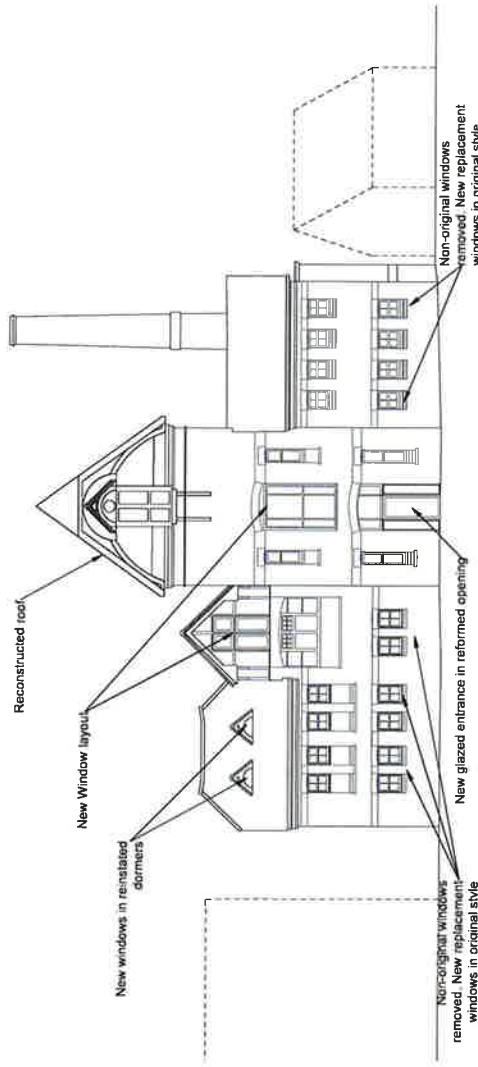 Reconstructed roof
New Window layout
New windows in reinstated
dormers
Non-original windows
removed. New replacement
windows in original style
New glazed entrance in reformed opening
Non-original windows
removed. New replacement
windows in original style